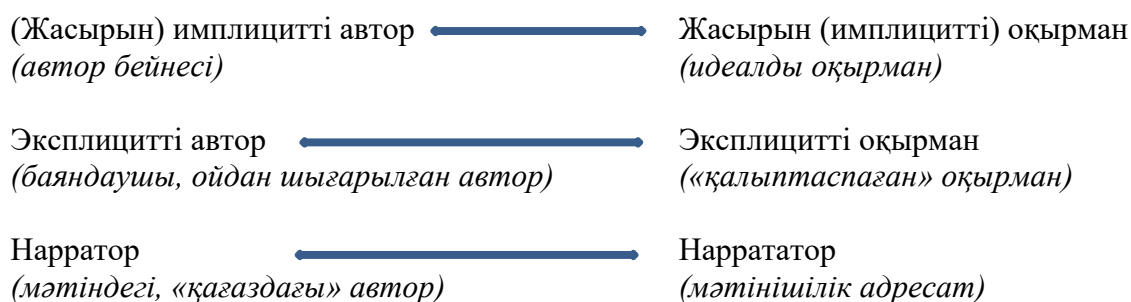 (Жасырын) имплицитті автор Жасырын (имплицитті) оқырман
(автор бейнесі) (идеалды оқырман)
Эксплицитті автор Эксплицитті оқырман
(баяндаушы, ойдан шығарылған автор) («қалыптаспаған» оқырман)
Нарратор Наррататор
(мәтіндегі, «қағаздағы» автор) (мәтінішілік адресат)